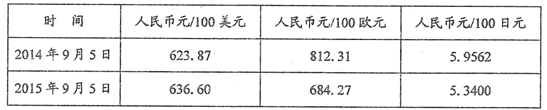 时 间 人民币元/100美元 人民币元/100欧元 人民币元/100日元
2014年9月5日 623.87 812.31 5.9562
2015年9月5日 636.60 684.27 5.3400